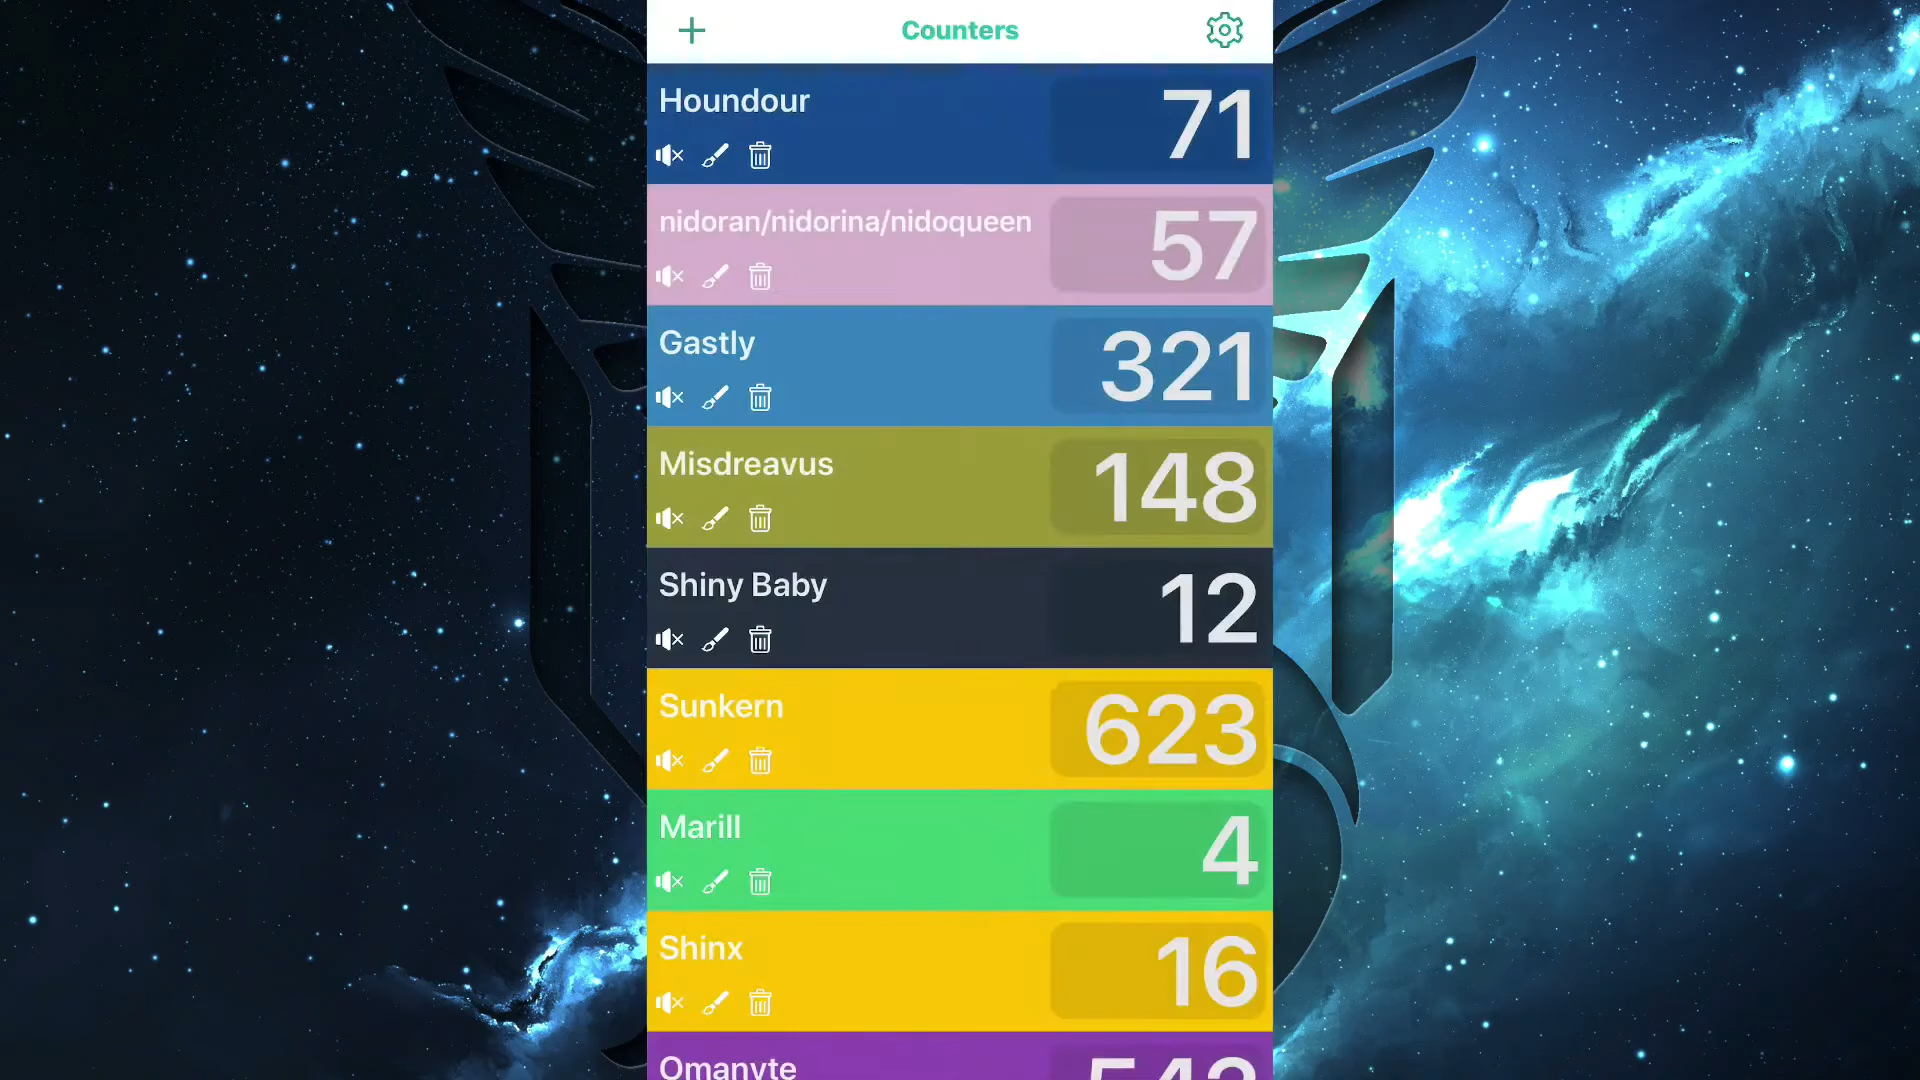 Counters
Houndour
71
nidoran/nidorina/nidoqueen
57
Gastly
321
Misdreavus
148
Shiny Baby
12
Sunkern
623
Marill
4
Shinx
16
Omanyte